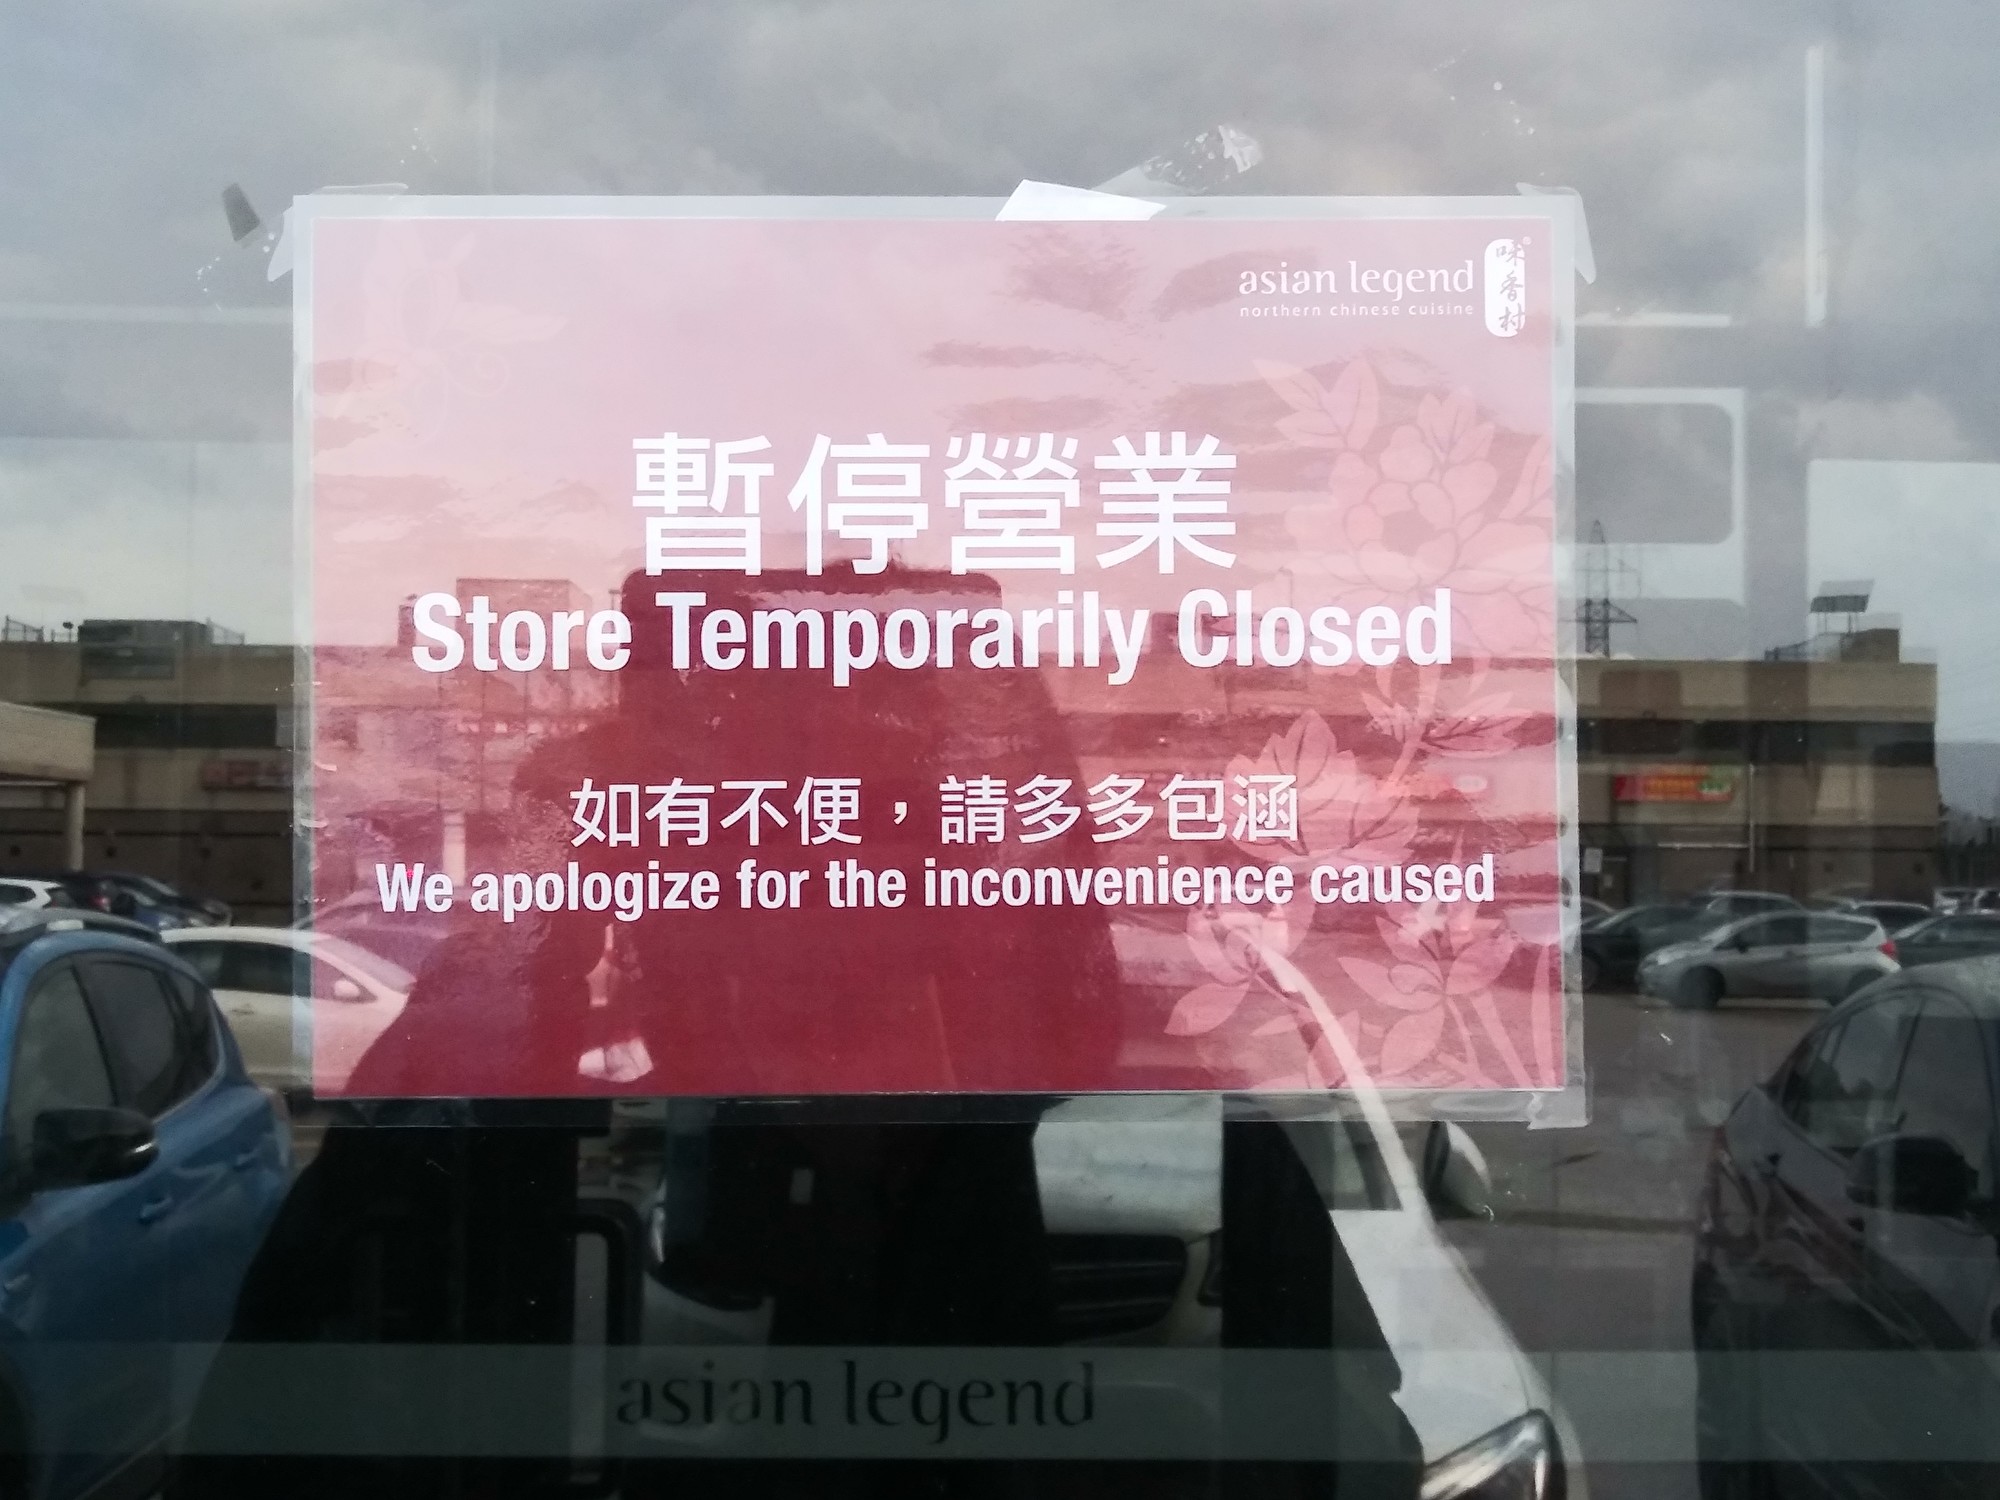 asian legend
northern chinese cuisine
味香村
暫停營業
Store Temporarily Closed
如有不便，請多多包涵
We apologize for the inconvenience caused
asian legend